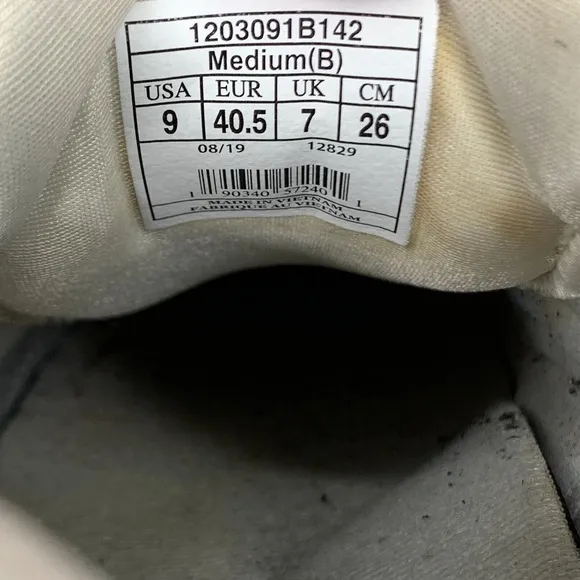 1203091B142
Medium(B)
USA EUR UK CM
9 40.5 7 26
08/19 12829
1 90340 57240 1
MADE IN VIETNAM
FABRIQUE AU VIETNAM